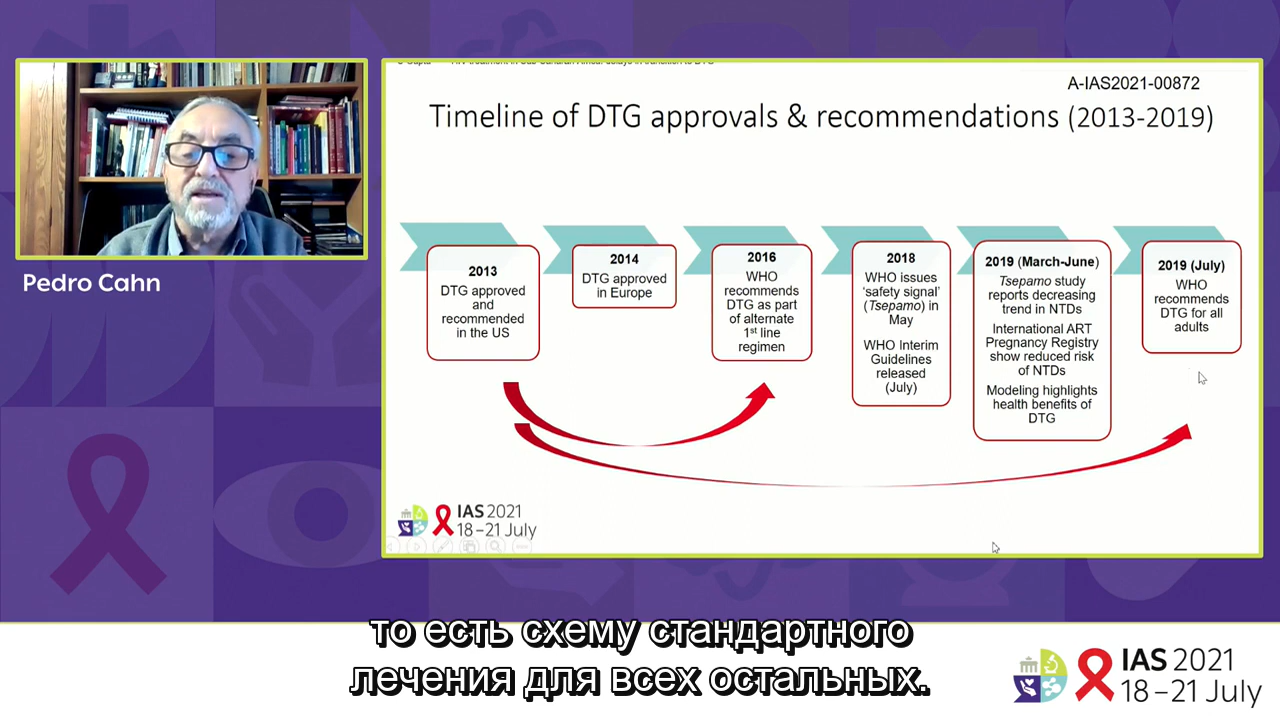 A-IAS2021-00872
Timeline of DTG approvals & recommendations (2013-2019)
2013
DTG approved
and
recommended
in the US
2014
DTG approved
in Europe
2016
WHO
recommends
DTG as part
of alternate
1st line
regimen
2018
WHO issues
‘safety signal’
(Tsepamo) in
May
WHO Interim
Guidelines
released
(July)
2019 (March-June)
Tsepamo study
reports decreasing
trend in NTDs
International ART
Pregnancy Registry
show reduced risk
of NTDs
Modeling highlights
health benefits of
DTG
2019 (July)
WHO
recommends
DTG for all
adults
Pedro Cahn
IAS 2021
18–21 July
то есть схему стандартного
лечения для всех остальных.
IAS 2021
18–21 July